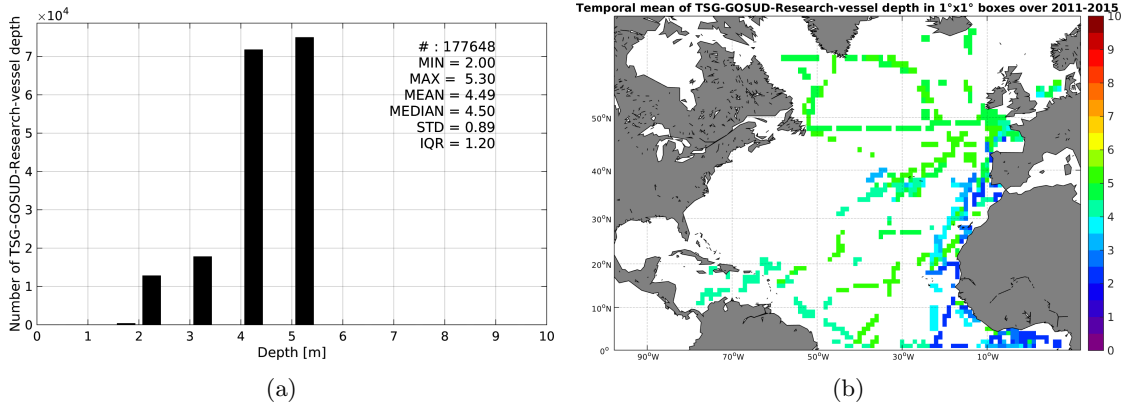 ×10⁴
Number of TSG-GOSUD-Research-vessel depth
7
6
5
4
3
2
1
0
# : 177648
MIN = 2.00
MAX = 5.30
MEAN = 4.49
MEDIAN = 4.50
STD = 0.89
IQR = 1.20
0 1 2 3 4 5 6 7 8 9 10
Depth [m]
(a)
Temporal mean of TSG-GOSUD-Research-vessel depth in 1°x1° boxes over 2011-2015
50°N
40°N
30°N
20°N
10°N
0°
90°W 70°W 50°W 30°W 10°W
10
9
8
7
6
5
4
3
2
1
0
(b)